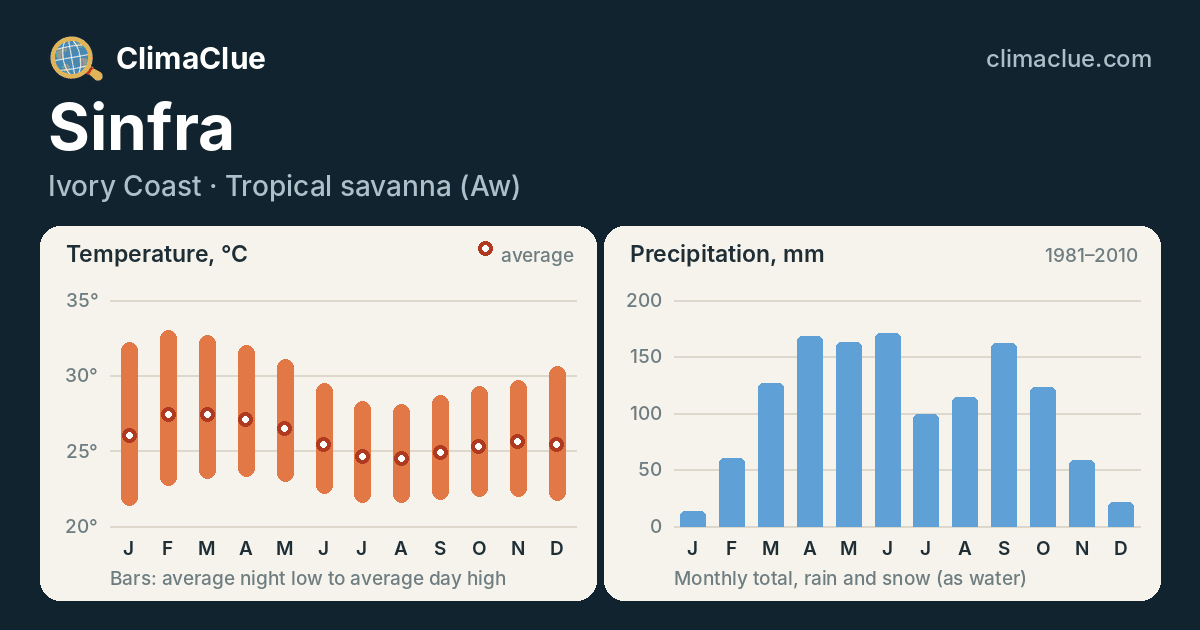 ClimaClue
climaclue.com
Sinfra
Ivory Coast · Tropical savanna (Aw)
Temperature, °C
average
35°
30°
25°
20°
J F M A M J J A S O N D
Bars: average night low to average day high
Precipitation, mm
1981–2010
200
150
100
50
0
J F M A M J J A S O N D
Monthly total, rain and snow (as water)